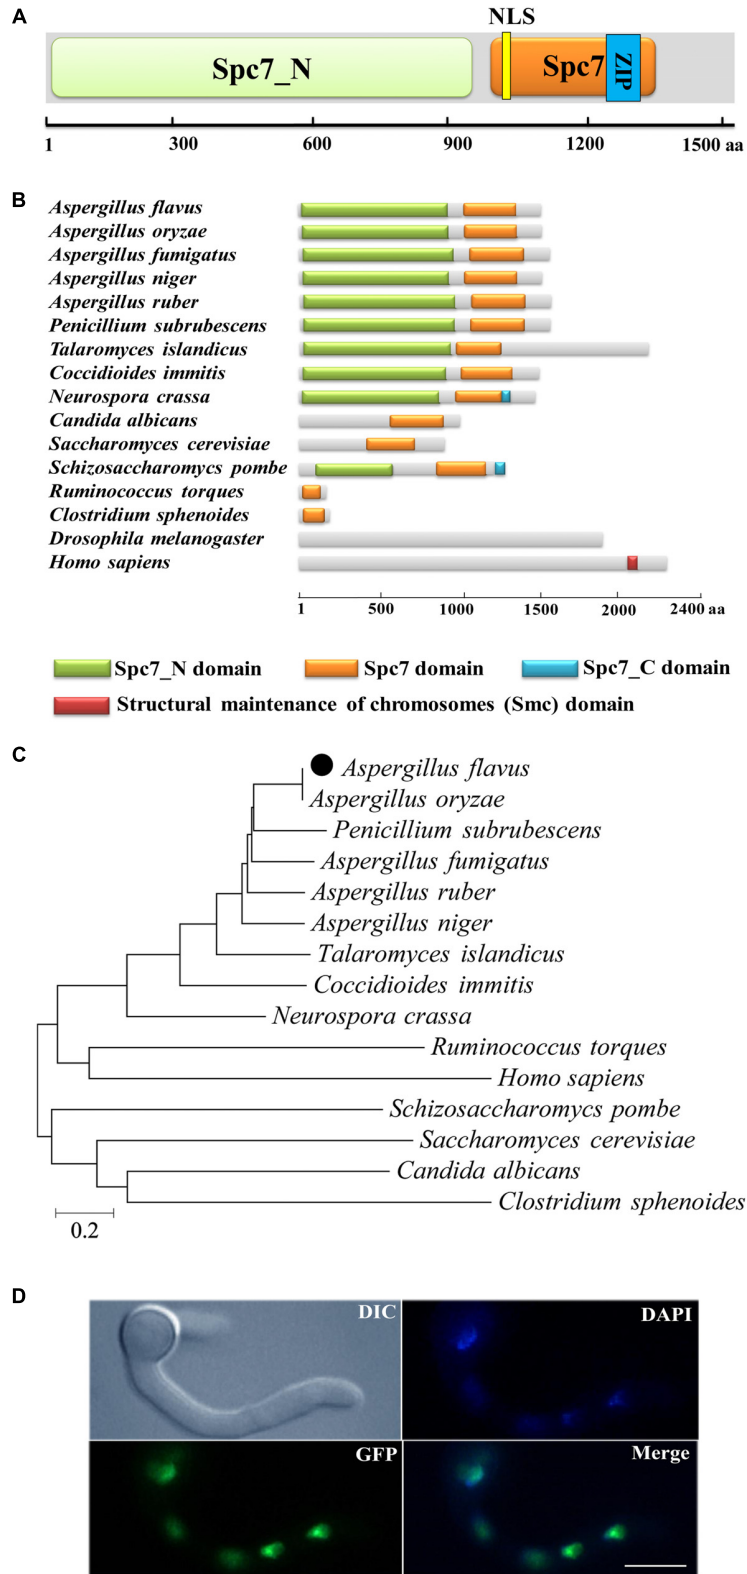 A
NLS
Spc7_N
Spc7
ZIP
1 300 600 900 1200 1500 aa
B
Aspergillus flavus
Aspergillus oryzae
Aspergillus fumigatus
Aspergillus niger
Aspergillus ruber
Penicillium subrubescens
Talaromyces islandicus
Coccidioides immitis
Neurospora crassa
Candida albicans
Saccharomyces cerevisiae
Schizosaccharomycs pombe
Ruminococcus torques
Clostridium sphenoides
Drosophila melanogaster
Homo sapiens
1 500 1000 1500 2000 2400 aa
Spc7_N domain Spc7 domain Spc7_C domain
Structural maintenance of chromosomes (Smc) domain
C
Aspergillus flavus
Aspergillus oryzae
Penicillium subrubescens
Aspergillus fumigatus
Aspergillus ruber
Aspergillus niger
Talaromyces islandicus
Coccidioides immitis
Neurospora crassa
Ruminococcus torques
Homo sapiens
Schizosaccharomycs pombe
Saccharomyces cerevisiae
Candida albicans
Clostridium sphenoides
0.2
D
DIC DAPI
GFP Merge